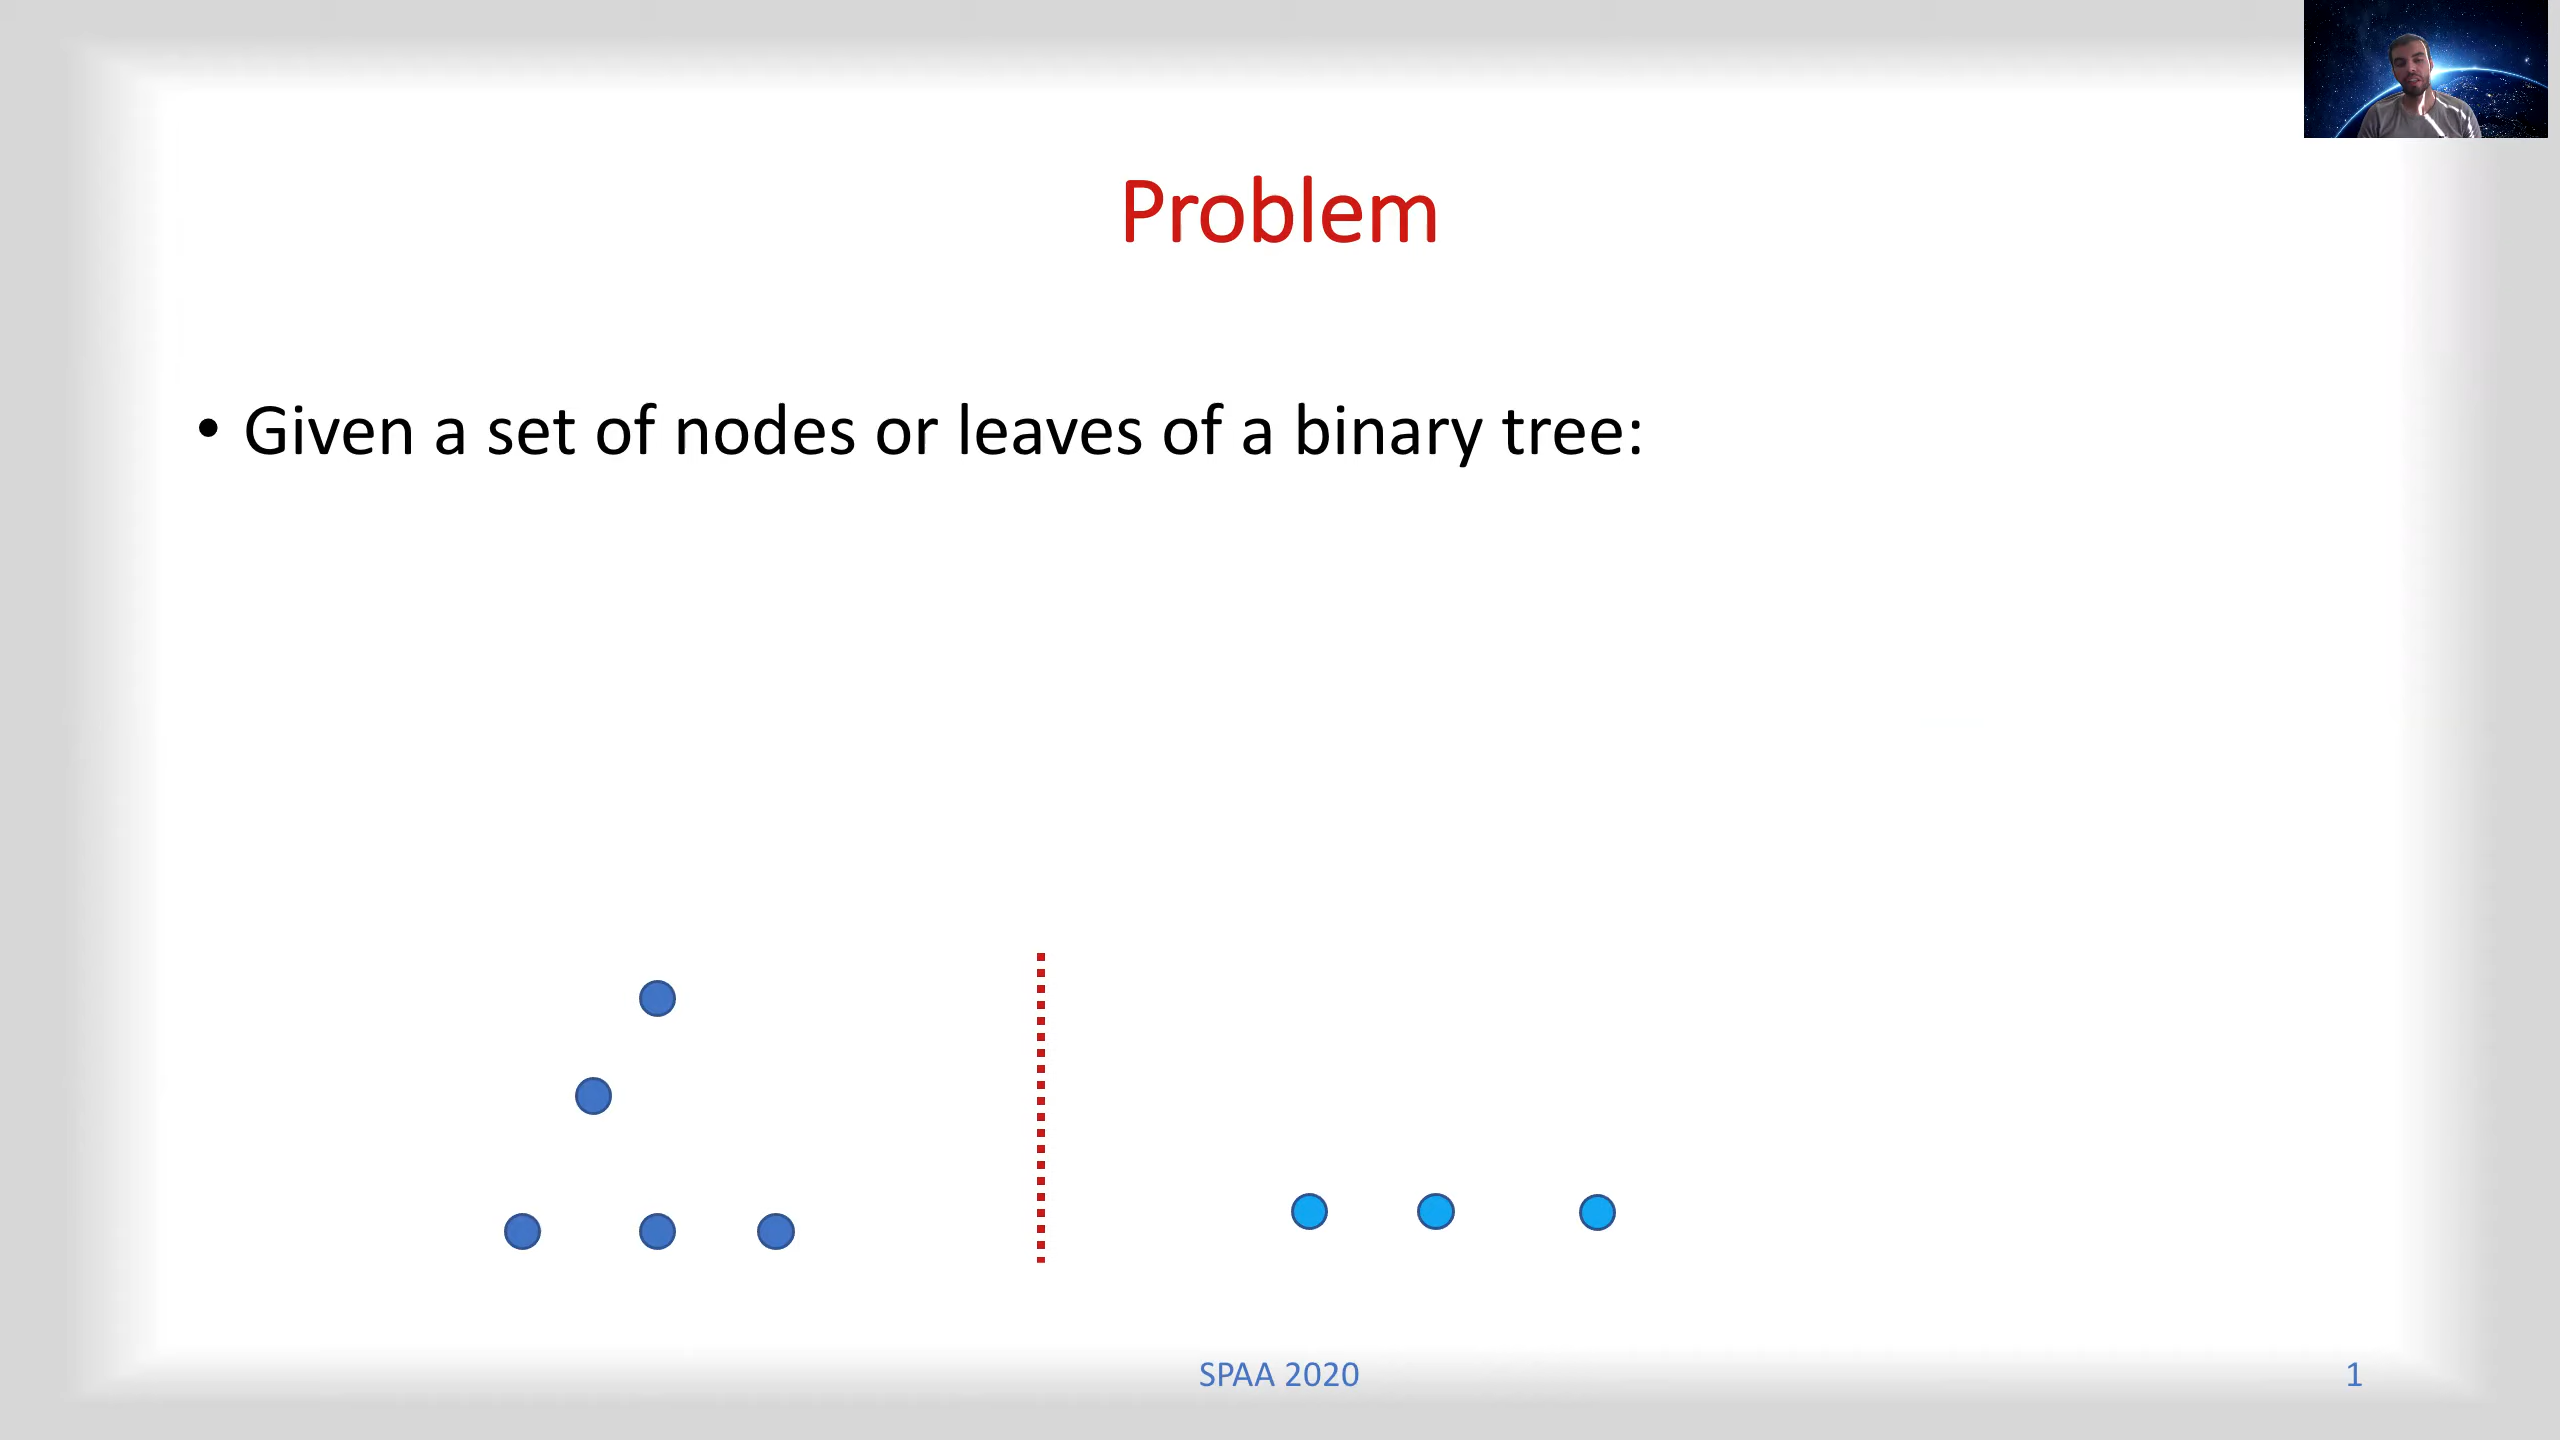 Problem
• Given a set of nodes or leaves of a binary tree:
SPAA 2020
1